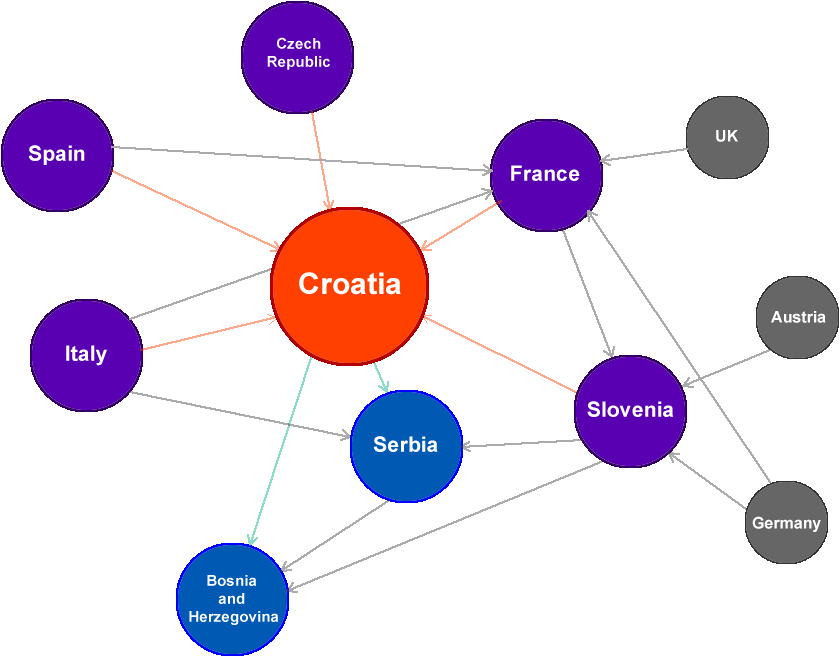 Czech
Republic
Spain
France
UK
Croatia
Austria
Italy
Slovenia
Serbia
Germany
Bosnia
and
Herzegovina